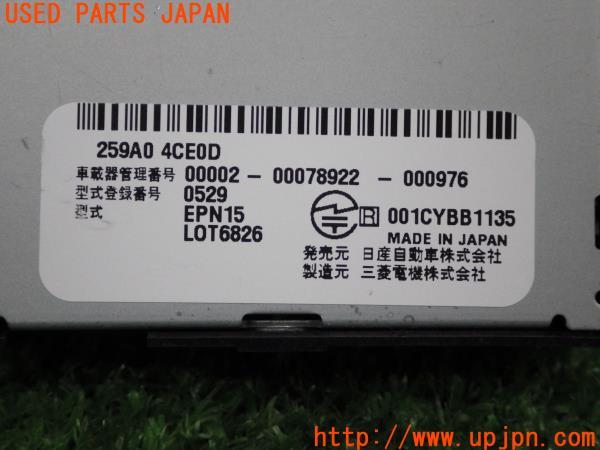 USED PARTS JAPAN
259A0 4CE0D
車載器管理番号 00002 - 00078922 - 000976
型式登録番号 0529
型式 EPN15
LOT6826
R 001CYBB1135
MADE IN JAPAN
発売元 日産自動車株式会社
製造元 三菱電機株式会社
http://www.upjpn.com/